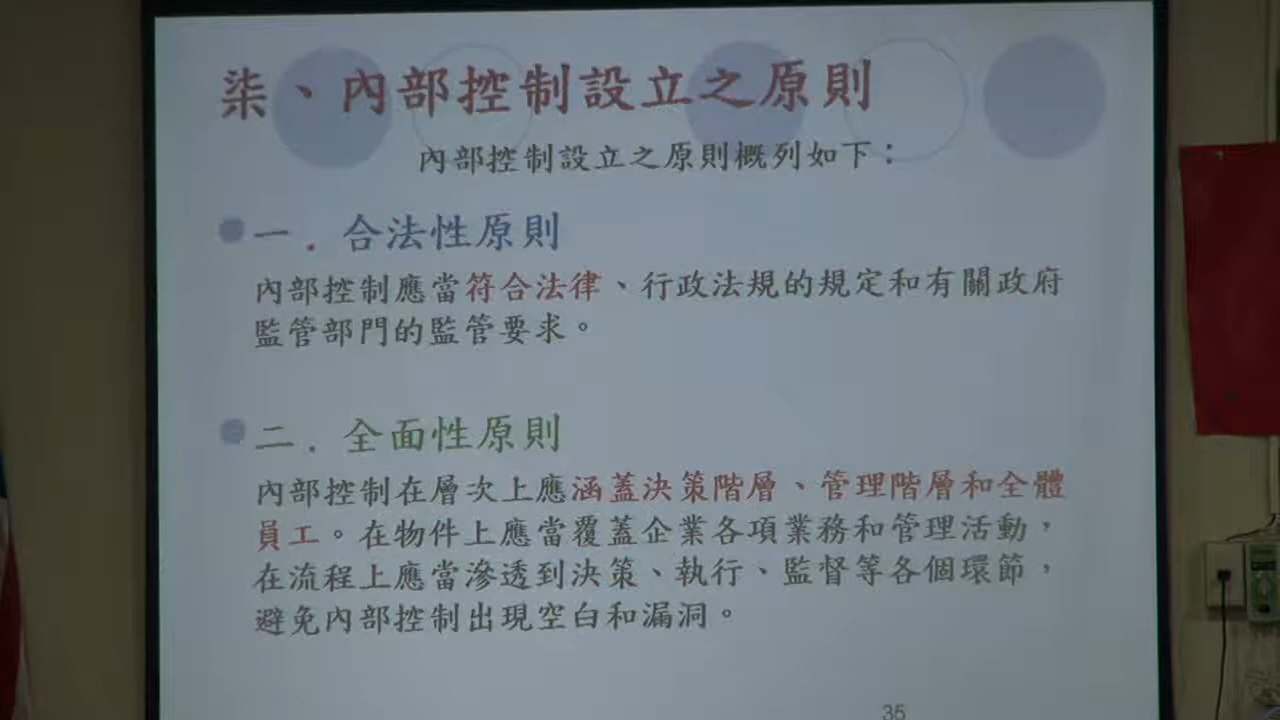 柒、內部控制設立之原則
內部控制設立之原則概列如下：
一．合法性原則
內部控制應當符合法律、行政法規的規定和有關政府
監管部門的監管要求。
二．全面性原則
內部控制在層次上應涵蓋決策階層、管理階層和全體
員工。在物件上應當覆蓋企業各項業務和管理活動，
在流程上應當滲透到決策、執行、監督等各個環節，
避免內部控制出現空白和漏洞。
35